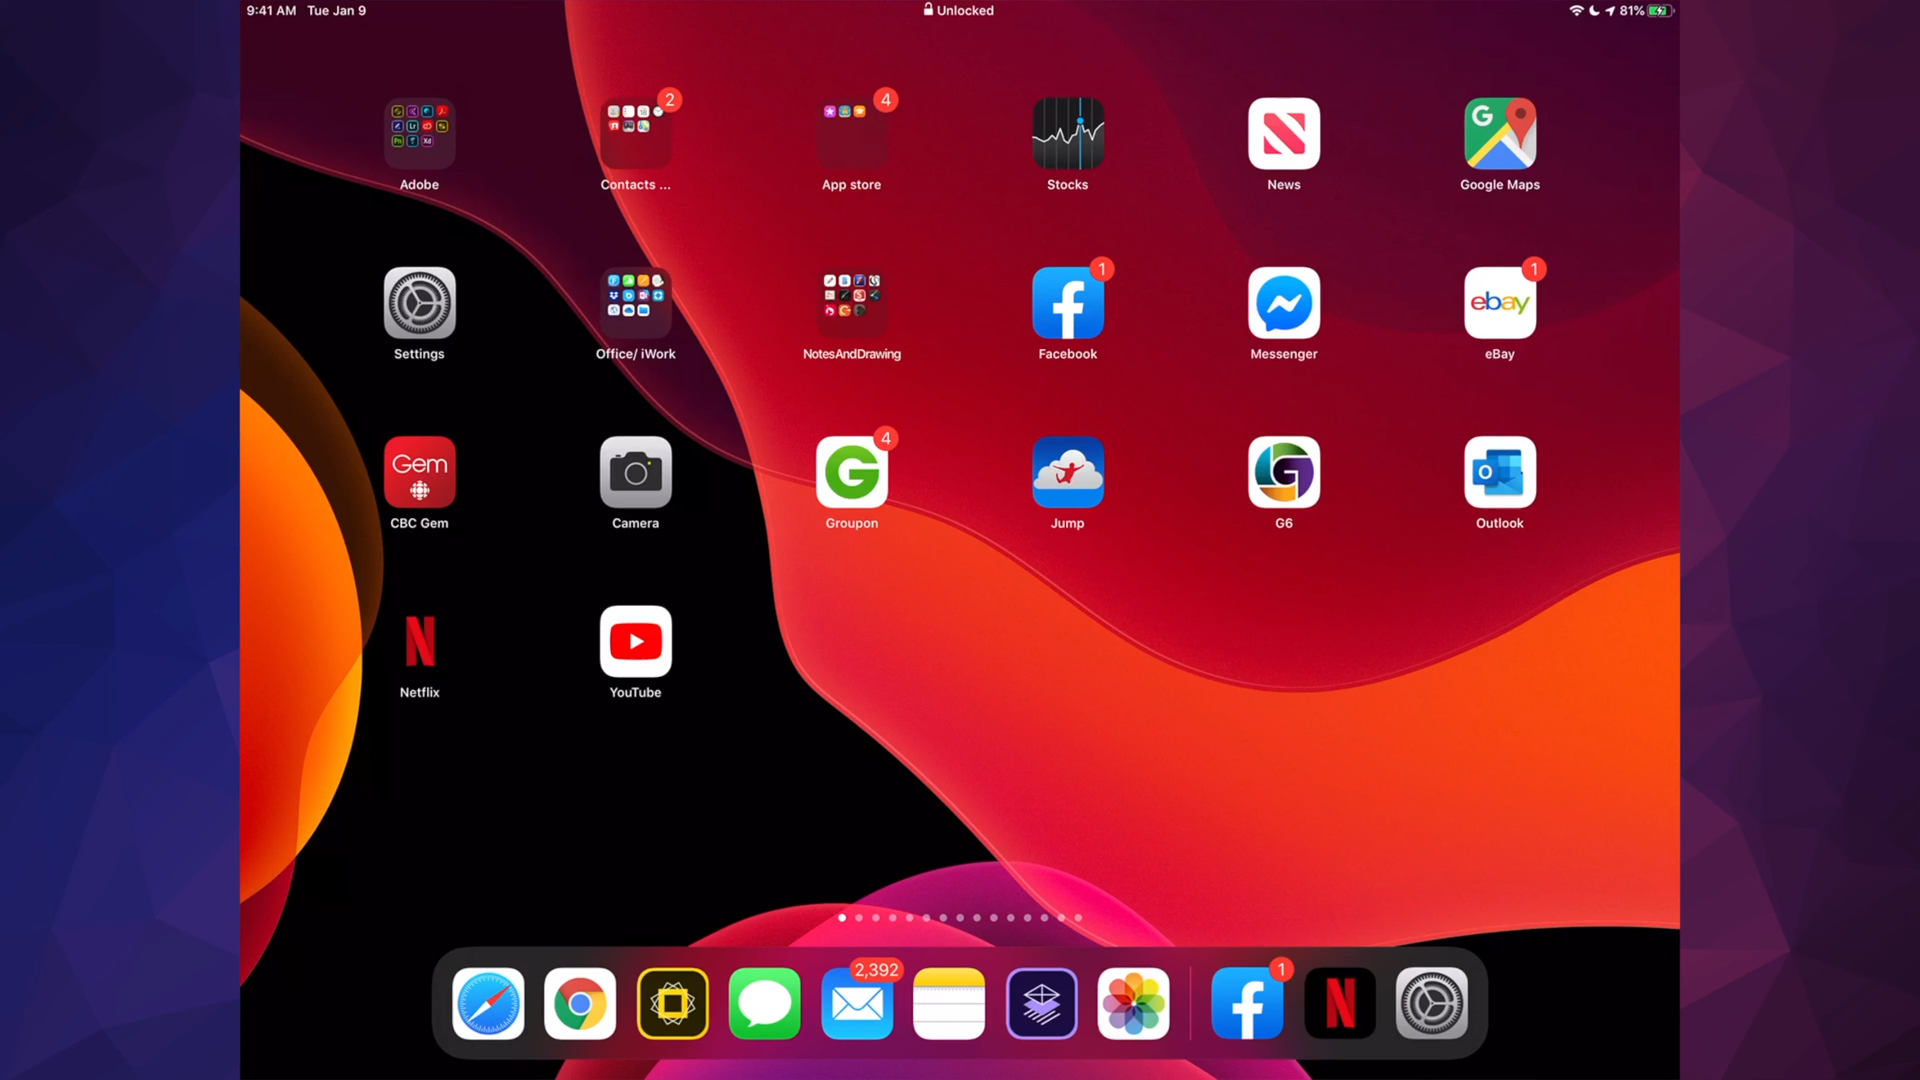 9:41 AM Tue Jan 9
Unlocked
81%
2
4
Adobe
Contacts ...
App store
Stocks
News
G
Google Maps
1
ebay
1
Settings
Office/ iWork
NotesAndDrawing
Facebook
Messenger
eBay
Gem
4
G
G
O
CBC Gem
Camera
Groupon
Jump
G6
Outlook
N
Netflix
YouTube
2,392
1
N